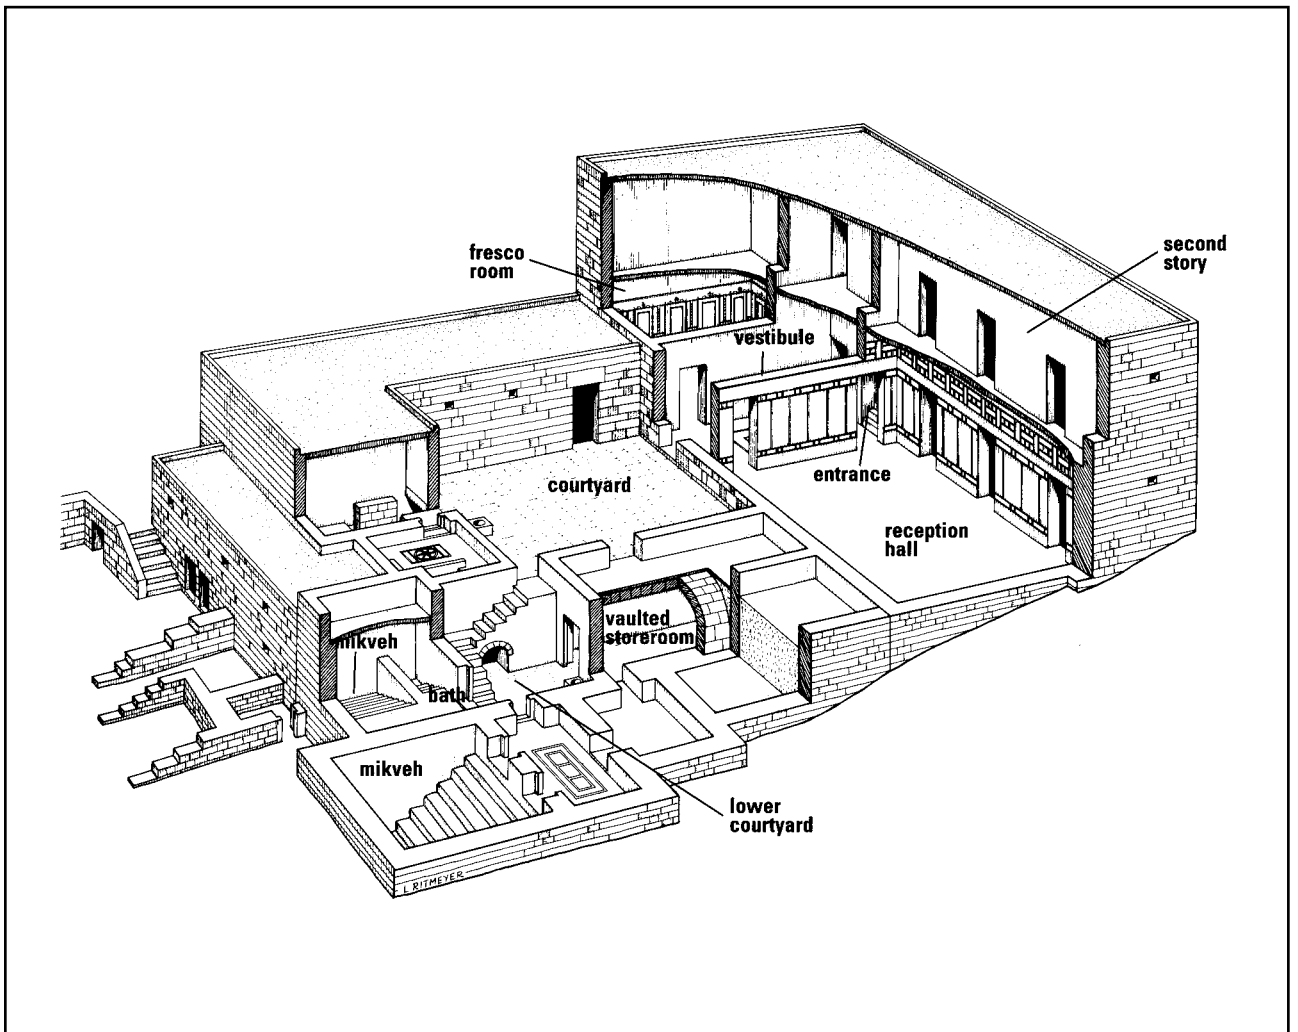 second
story
fresco
room
vestibule
entrance
courtyard
reception
hall
vaulted
storeroom
mikveh
bath
mikveh
lower
courtyard
L RITMEYER